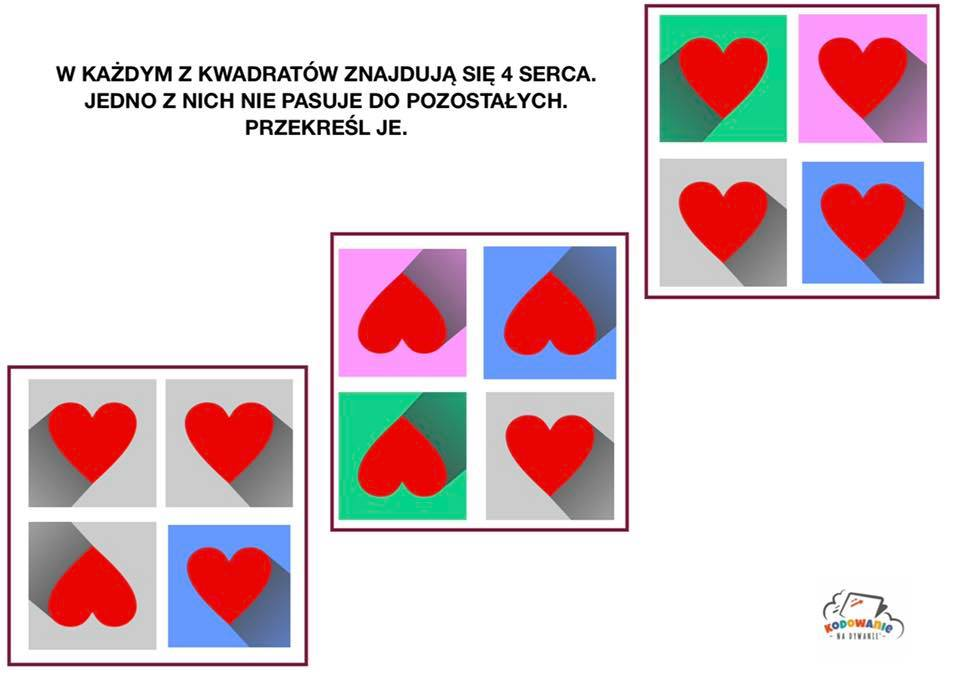 W KAŻDYM Z KWADRATÓW ZNAJDUJĄ SIĘ 4 SERCA.
JEDNO Z NICH NIE PASUJE DO POZOSTAŁYCH.
PRZEKREŚL JE.
KODOWANIE
NA DYWANIE